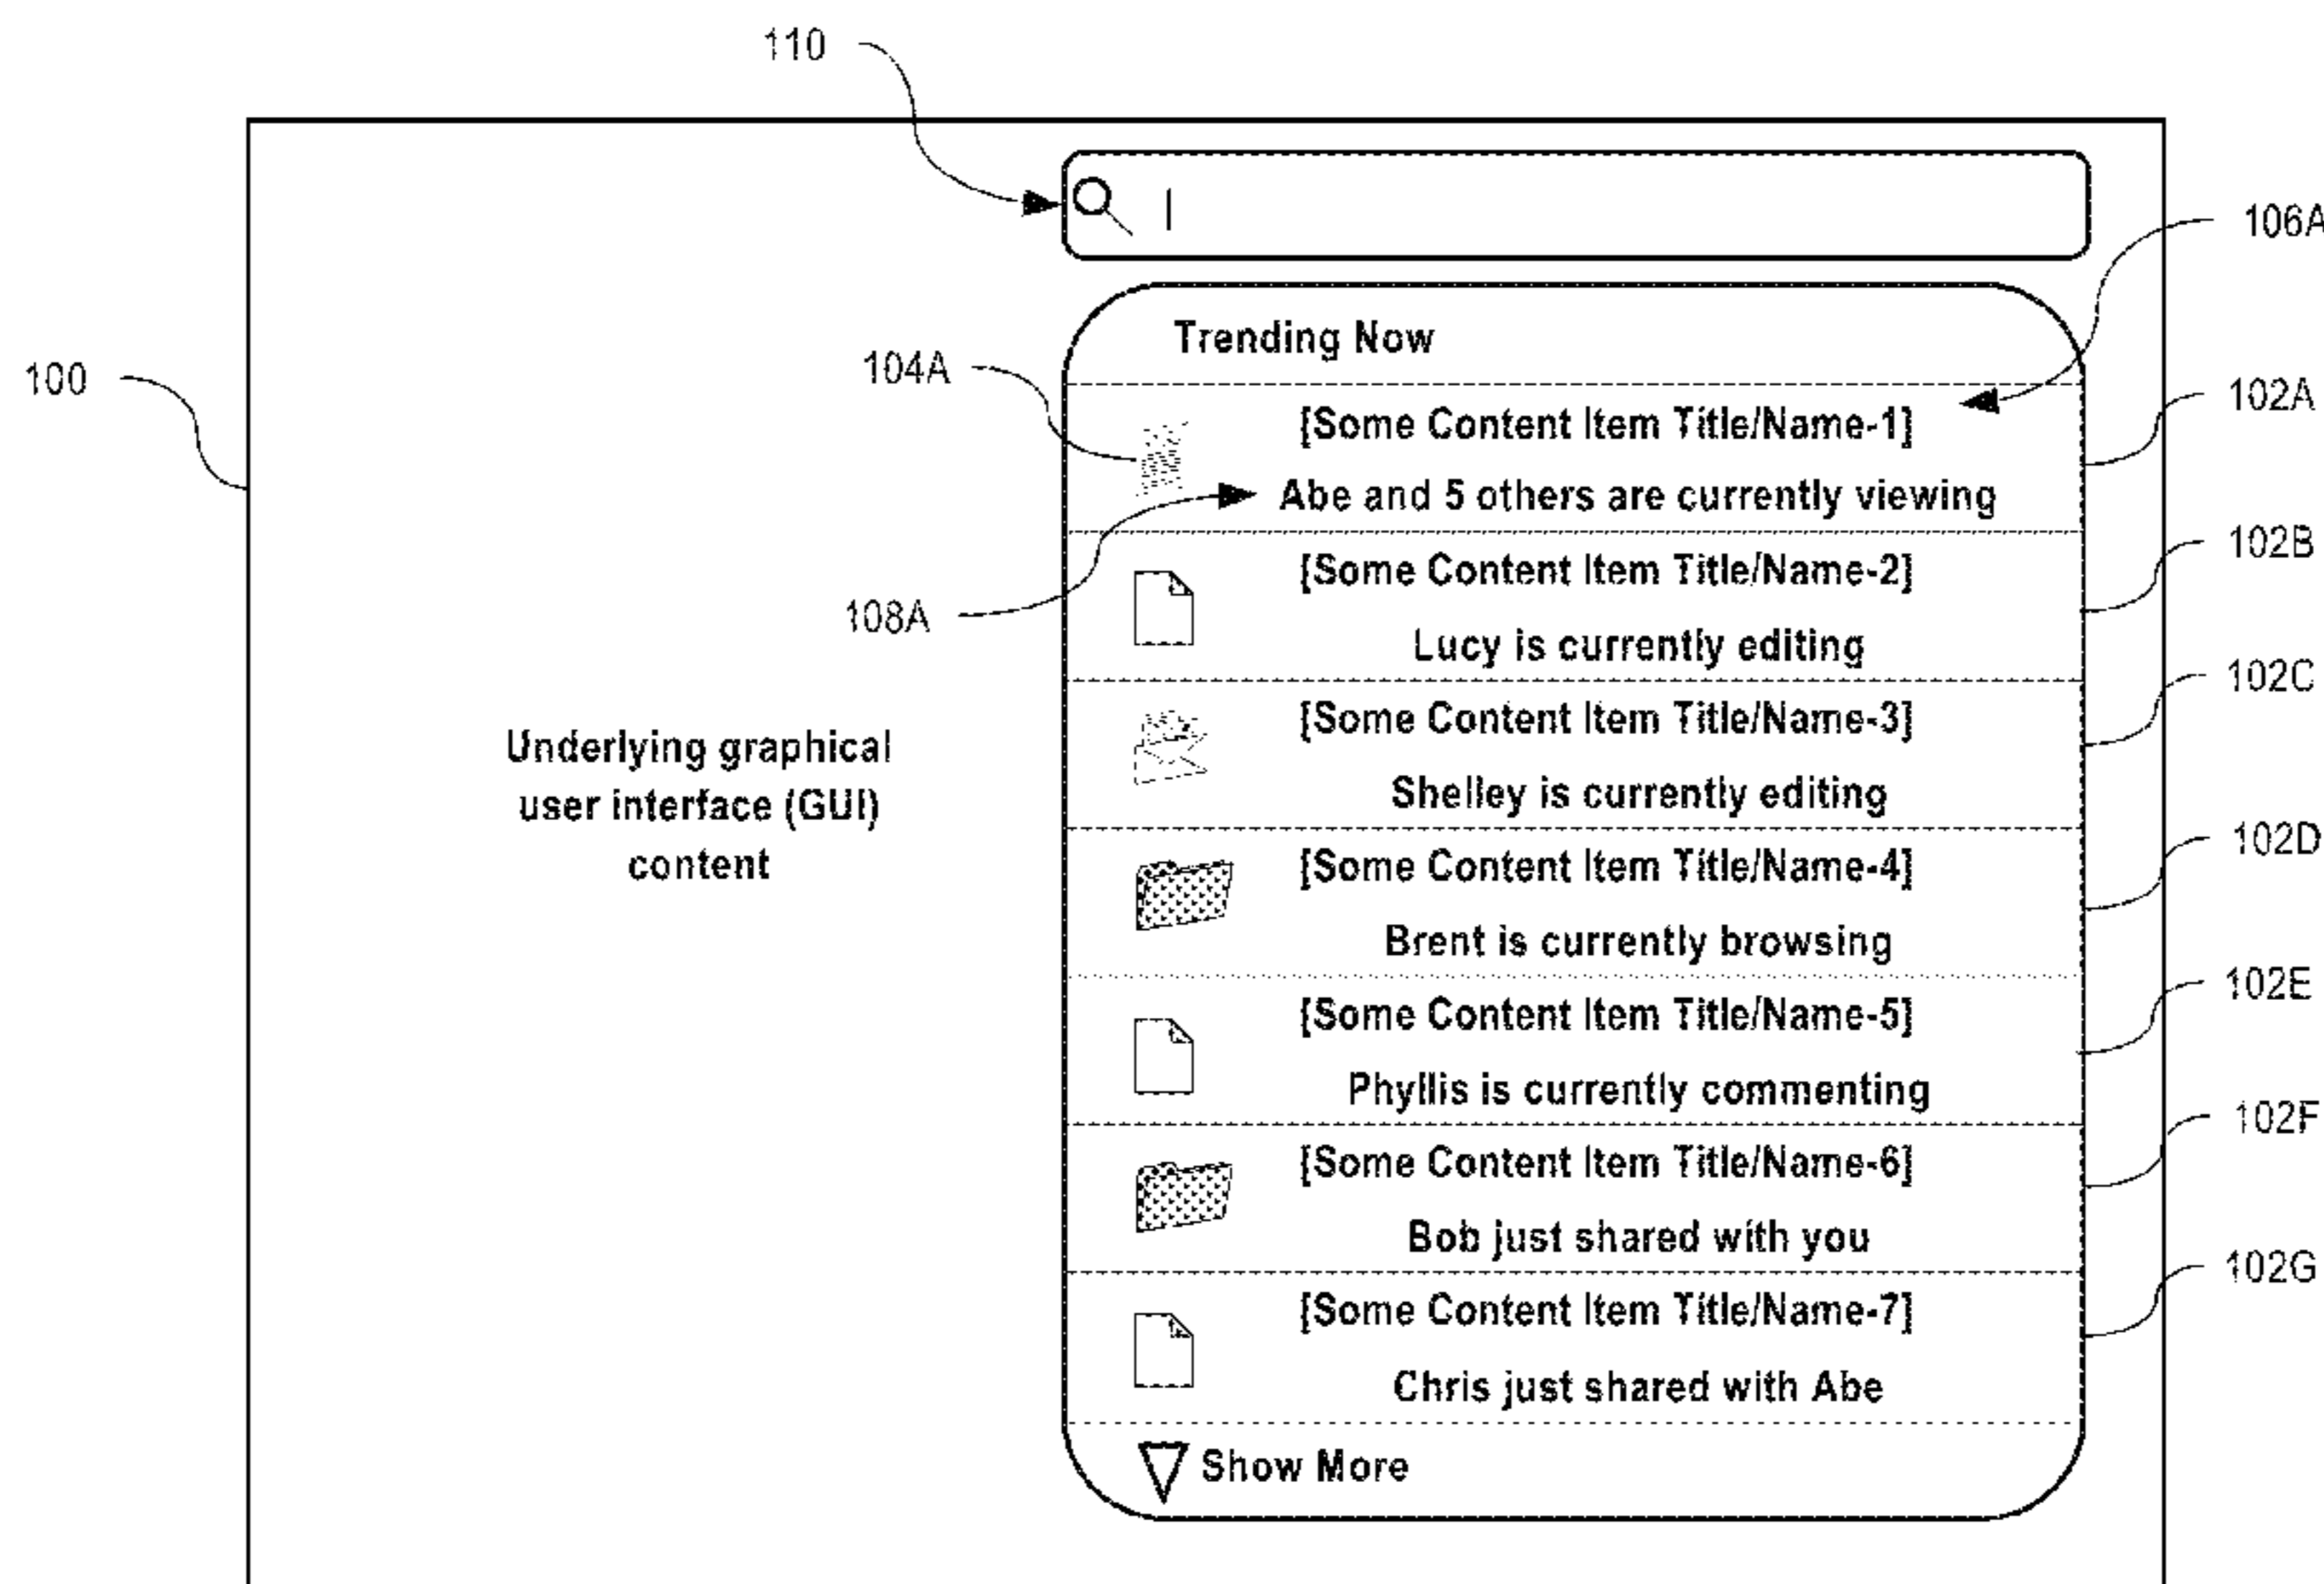 110
106A
Trending Now
100
104A
102A
[Some Content Item Title/Name-1]
Abe and 5 others are currently viewing
102B
[Some Content Item Title/Name-2]
108A
Lucy is currently editing
102C
[Some Content Item Title/Name-3]
Underlying graphical
user interface (GUI)
content
Shelley is currently editing
102D
[Some Content Item Title/Name-4]
Brent is currently browsing
102E
[Some Content Item Title/Name-5]
Phyllis is currently commenting
102F
[Some Content Item Title/Name-6]
Bob just shared with you
102G
[Some Content Item Title/Name-7]
Chris just shared with Abe
Show More